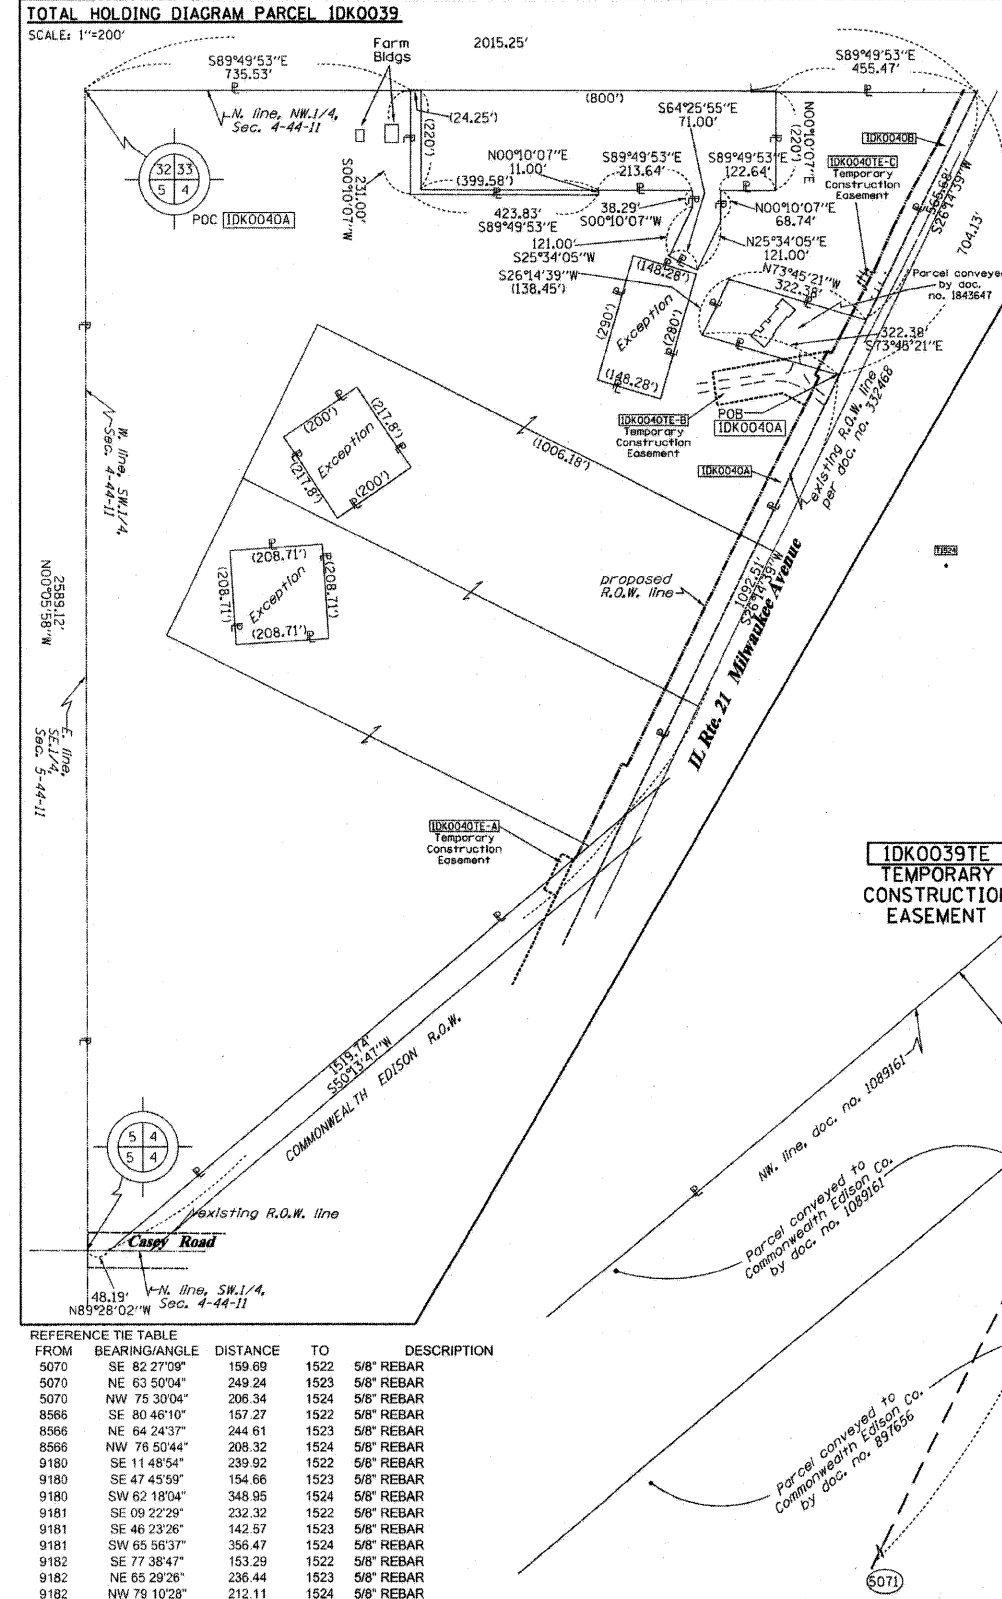 TOTAL HOLDING DIAGRAM PARCEL 1DK0039
SCALE: 1"=200'
Farm
Bldgs
2015.25'
S89°49'53"E
735.53'
S89°49'53"E
455.47'
N. line, NW.1/4,
Sec. 4-44-11
(24.25')
(220')
(800')
S64°25'55"E
71.00'
N00°10'07"E
(220')
1DK0040B
1DK0040TE-C
Temporary
Construction
Easement
32 33
5 4
POC 1DK0040A
231.00'
S00°10'07"W
N00°10'07"E
11.00'
(399.58')
S89°49'53"E
213.64'
S89°49'53"E
122.64'
423.83'
S89°49'53"E
38.29'
S00°10'07"W
N00°10'07"E
68.74'
121.00'
S25°34'05"W
N25°34'05"E
121.00'
S26°14'39"W
(138.45')
N73°45'21"W
322.38'
S26°14'39"W
704.13'
Parcel conveyed
by doc.
no. 1843647
(148.28')
(290')
Exception
(280')
(148.28')
322.38'
S73°45'21"E
1DK0040TE-B
Temporary
Construction
Easement
POB
1DK0040A
existing R.O.W. line
per doc. no. 332468
(200')
(217.8')
Exception
(217.8')
(200')
(1006.18')
1DK0040A
W. line, SW.1/4,
Sec. 4-44-11
(208.71')
(208.71')
Exception
(208.71')
(208.71')
proposed
R.O.W. line
1092.51'
S26°14'39"W
IL Rte. 21 Milwaukee Avenue
2589.12'
N00°05'58"W
E. line,
SE.1/4,
Sec. 5-44-11
1DK0040TE-A
Temporary
Construction
Easement
1DK0039TE
TEMPORARY
CONSTRUCTION
EASEMENT
1519.74'
S50°13'47"W
COMMONWEALTH EDISON R.O.W.
5 4
5 4
existing R.O.W. line
Casey Road
48.19'
N89°28'02"W
N. line, SW.1/4,
Sec. 4-44-11
NW. line, doc. no. 1089161
Parcel conveyed to
Commonwealth Edison Co.
by doc. no. 1089161
Parcel conveyed to
Commonwealth Edison Co.
by doc. no. 897656
5071
REFERENCE TIE TABLE
FROM BEARING/ANGLE DISTANCE TO DESCRIPTION
5070 SE 82 27'09" 159.69 1522 5/8" REBAR
5070 NE 63 50'04" 249.24 1523 5/8" REBAR
5070 NW 75 30'04" 206.34 1524 5/8" REBAR
8566 SE 80 46'10" 157.27 1522 5/8" REBAR
8566 NE 64 24'37" 244.61 1523 5/8" REBAR
8566 NW 76 50'44" 208.32 1524 5/8" REBAR
9180 SE 11 48'54" 239.92 1522 5/8" REBAR
9180 SE 47 45'59" 154.66 1523 5/8" REBAR
9180 SW 62 18'04" 348.95 1524 5/8" REBAR
9181 SE 09 22'29" 232.32 1522 5/8" REBAR
9181 SE 46 23'26" 142.57 1523 5/8" REBAR
9181 SW 65 56'37" 356.47 1524 5/8" REBAR
9182 SE 77 38'47" 153.29 1522 5/8" REBAR
9182 NE 65 29'26" 236.44 1523 5/8" REBAR
9182 NW 79 10'28" 212.11 1524 5/8" REBAR